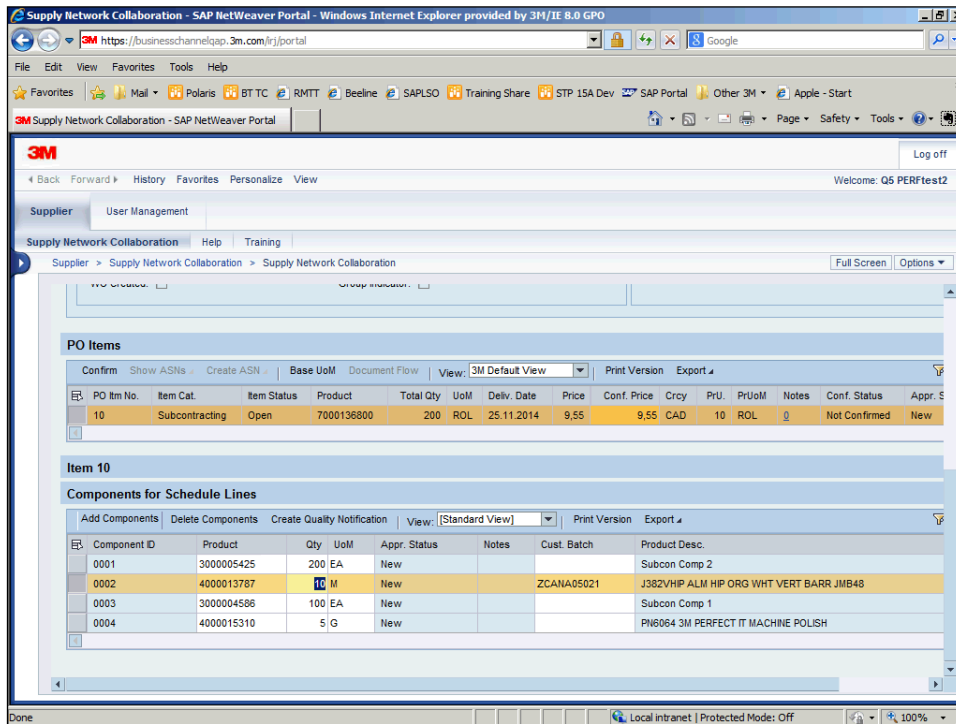 Supply Network Collaboration - SAP NetWeaver Portal - Windows Internet Explorer provided by 3M/IE 8.0 GPO
3M https://businesschannelqap.3m.com/irj/portal
Google
File Edit View Favorites Tools Help
Favorites Mail Polaris BT TC RMTT Beeline SAPLSO Training Share STP 15A Dev SAP Portal Other 3M Apple - Start
3M Supply Network Collaboration - SAP NetWeaver Portal
Page Safety Tools
3M
Log off
Back Forward History Favorites Personalize View
Welcome: Q5 PERFtest2
Supplier User Management
Supply Network Collaboration Help Training
Supplier > Supply Network Collaboration > Supply Network Collaboration
Full Screen Options
WO Created: Group Indicator:
PO Items
Confirm Show ASNs Create ASN Base UoM Document Flow View: 3M Default View Print Version Export
PO Itm No. Item Cat. Item Status Product Total Qty UoM Deliv. Date Price Conf. Price Crcy PrU. PrUoM Notes Conf. Status Appr. S
10 Subcontracting Open 7000136800 200 ROL 25.11.2014 9,55 9,55 CAD 10 ROL 0 Not Confirmed New
Item 10
Components for Schedule Lines
Add Components Delete Components Create Quality Notification View: [Standard View] Print Version Export
Component ID Product Qty UoM Appr. Status Notes Cust. Batch Product Desc.
0001 3000005425 200 EA New Subcon Comp 2
0002 4000013787 10 M New ZCANA05021 J382VHIP ALM HIP ORG WHT VERT BARR JMB48
0003 3000004586 100 EA New Subcon Comp 1
0004 4000015310 5 G New PN6064 3M PERFECT IT MACHINE POLISH
Done
Local intranet | Protected Mode: Off
100%